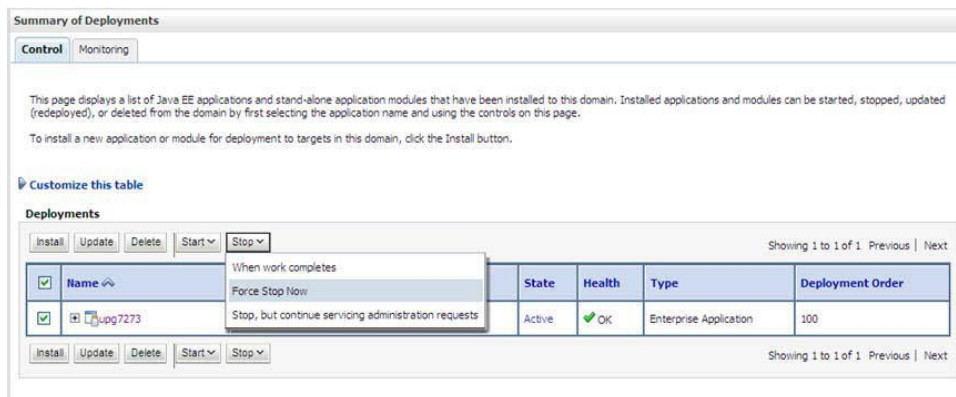 Summary of Deployments
Control Monitoring
This page displays a list of Java EE applications and stand-alone application modules that have been installed to this domain. Installed applications and modules can be started, stopped, updated
(redeployed), or deleted from the domain by first selecting the application name and using the controls on this page.
To install a new application or module for deployment to targets in this domain, click the Install button.
Customize this table
Deployments
Install Update Delete Start Stop Showing 1 to 1 of 1 Previous | Next
When work completes
Force Stop Now
Stop, but continue servicing administration requests
Name State Health Type Deployment Order
upg7273 Active OK Enterprise Application 100
Install Update Delete Start Stop Showing 1 to 1 of 1 Previous | Next